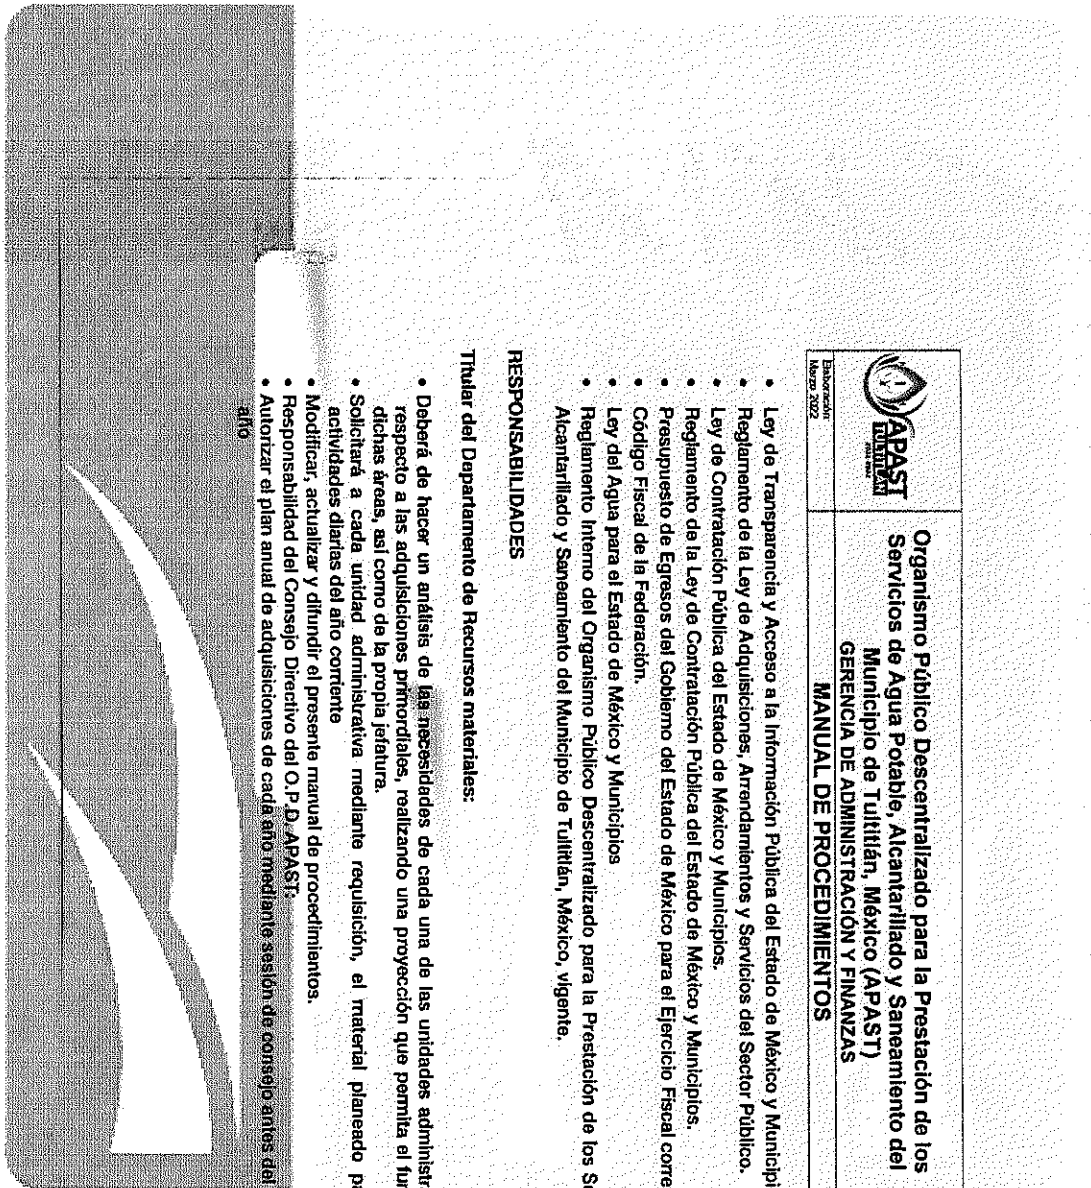 APAST
TULTITLÁN
Elaboración
Marzo 2022
Organismo Público Descentralizado para la Prestación de los
Servicios de Agua Potable, Alcantarillado y Saneamiento del
Municipio de Tultitlán, México (APAST)
GERENCIA DE ADMINISTRACIÓN Y FINANZAS
MANUAL DE PROCEDIMIENTOS
• Ley de Transparencia y Acceso a la Información Pública del Estado de México y Municipi
• Reglamento de la Ley de Adquisiciones, Arrendamientos y Servicios del Sector Público.
• Ley de Contratación Pública del Estado de México y Municipios.
• Reglamento de la Ley de Contratación Pública del Estado de México y Municipios.
• Presupuesto de Egresos del Gobierno del Estado de México para el Ejercicio Fiscal corre
• Código Fiscal de la Federación.
• Ley del Agua para el Estado de México y Municipios
• Reglamento Interno del Organismo Público Descentralizado para la Prestación de los Se
Alcantarillado y Saneamiento del Municipio de Tultitlán, México, vigente.
RESPONSABILIDADES
Titular del Departamento de Recursos materiales:
• Deberá de hacer un análisis de las necesidades de cada una de las unidades administr
respecto a las adquisiciones primordiales, realizando una proyección que permita el fun
dichas áreas, así como de la propia jefatura.
• Solicitará a cada unidad administrativa mediante requisición, el material planeado pa
actividades diarias del año corriente
• Modificar, actualizar y difundir el presente manual de procedimientos.
• Responsabilidad del Consejo Directivo del O.P.D. APAST:
• Autorizar el plan anual de adquisiciones de cada año mediante sesión de consejo antes del
año